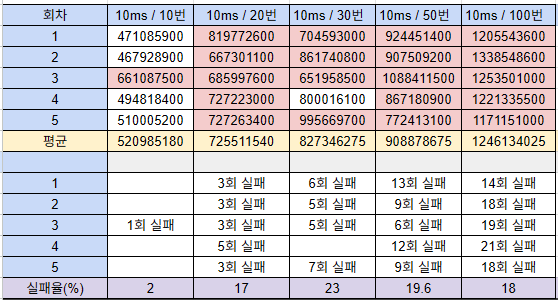 회차 10ms / 10번 10ms / 20번 10ms / 30번 10ms / 50번 10ms / 100번
1 471085900 819772600 704593000 924451400 1205543600
2 467928900 667301100 861740800 907509200 1338548600
3 661087500 685997600 651958500 1088411500 1253501000
4 494818400 727223000 800016100 867180900 1221335500
5 510005200 727263400 995669700 772413100 1171151000
평균 520985180 725511540 827346275 908878675 1246134025
1 3회 실패 6회 실패 13회 실패 14회 실패
2 3회 실패 5회 실패 9회 실패 18회 실패
3 1회 실패 3회 실패 5회 실패 6회 실패 19회 실패
4 5회 실패 12회 실패 21회 실패
5 3회 실패 7회 실패 9회 실패 18회 실패
실패율(%) 2 17 23 19.6 18